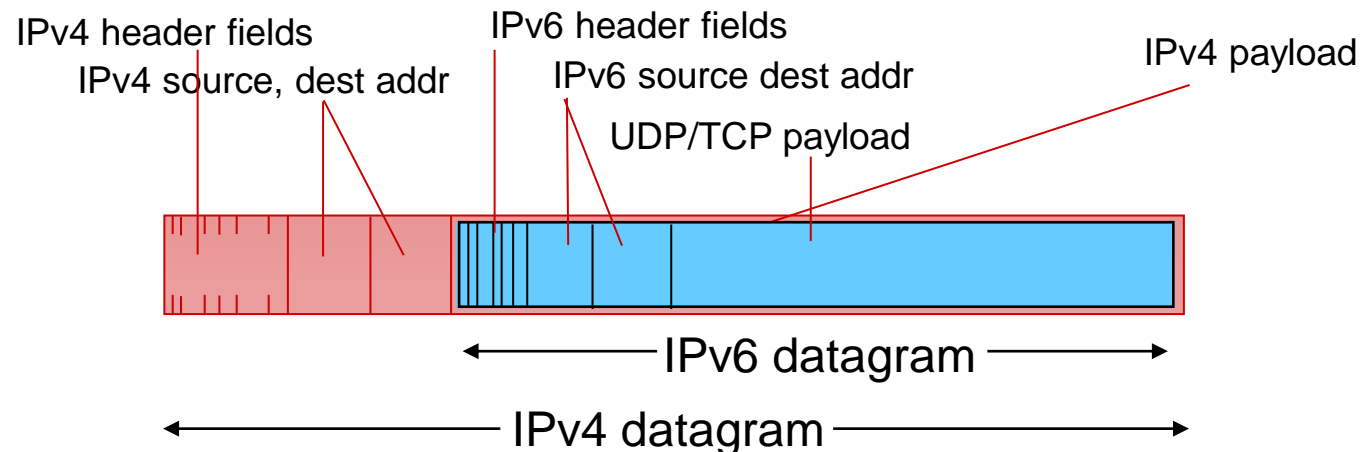 IPv4 header fields
IPv6 header fields
IPv4 payload
IPv4 source, dest addr
IPv6 source dest addr
UDP/TCP payload
IPv6 datagram
IPv4 datagram